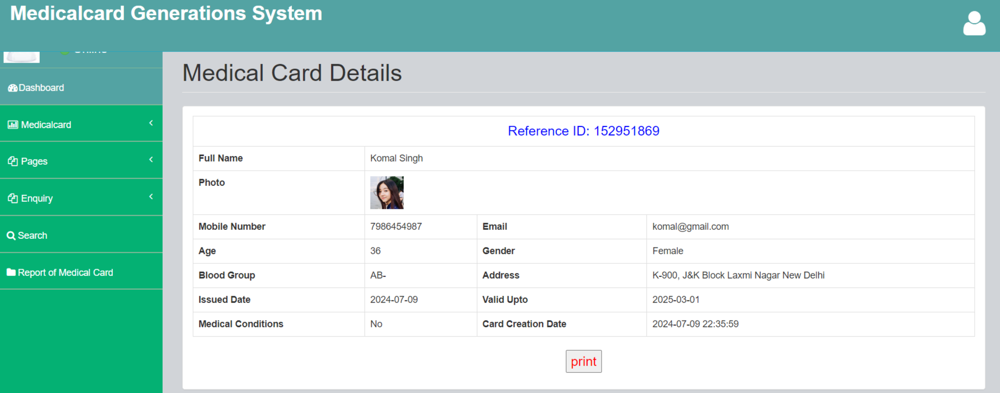 Medicalcard Generations System
Online
Dashboard
Medicalcard
Pages
Enquiry
Search
Report of Medical Card
Medical Card Details
Reference ID: 152951869
Full Name Komal Singh
Photo
Mobile Number 7986454987 Email komal@gmail.com
Age 36 Gender Female
Blood Group AB- Address K-900, J&K Block Laxmi Nagar New Delhi
Issued Date 2024-07-09 Valid Upto 2025-03-01
Medical Conditions No Card Creation Date 2024-07-09 22:35:59
print